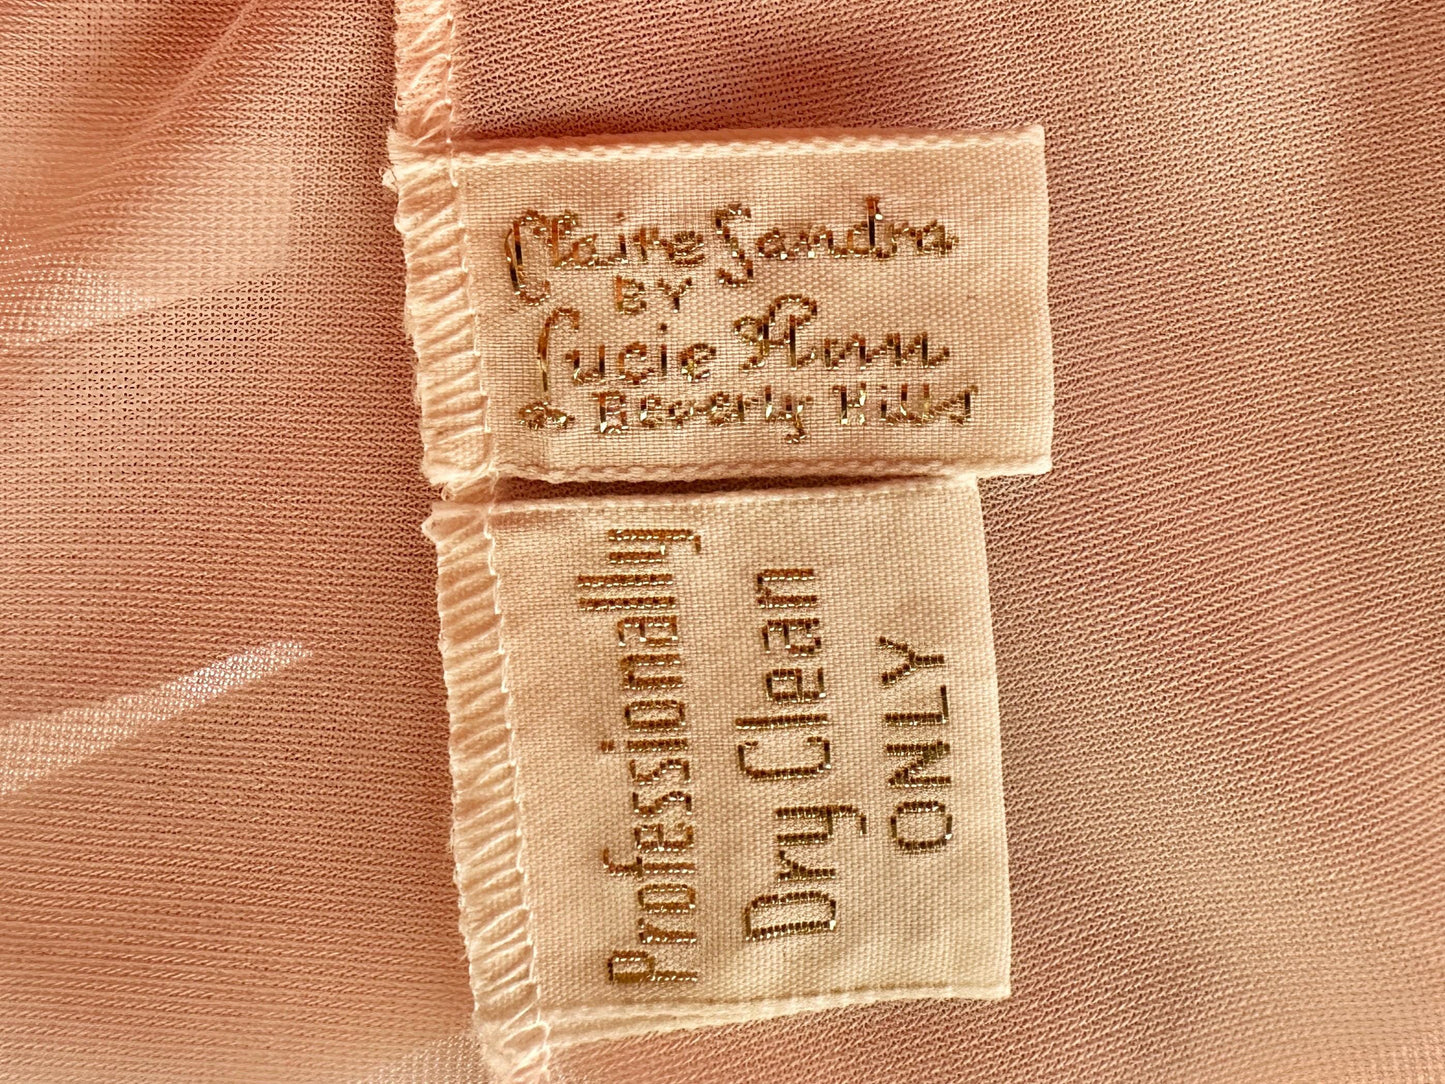 Claire Sandra
BY
Lucie Ann
Beverly Hills
Professionally
Dry Clean
ONLY